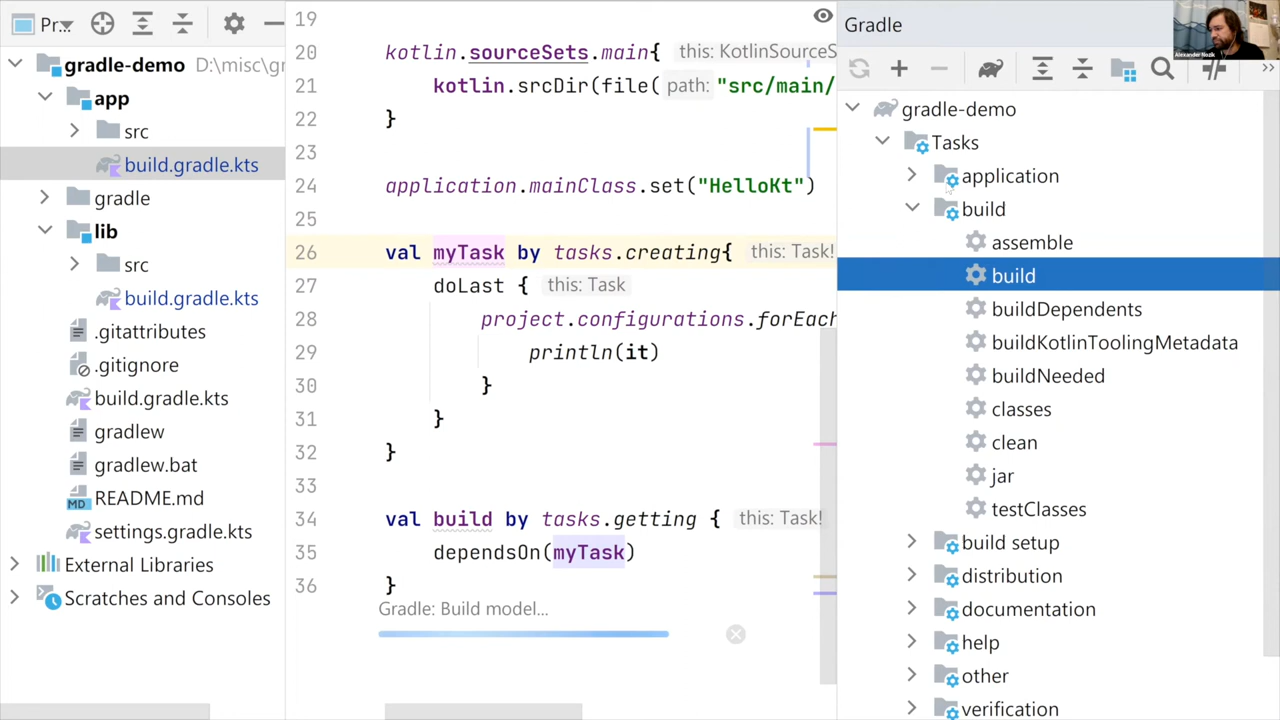 Pr...
gradle-demo D:\misc\gr
app
src
build.gradle.kts
gradle
lib
src
build.gradle.kts
.gitattributes
.gitignore
build.gradle.kts
gradlew
gradlew.bat
MD README.md
settings.gradle.kts
External Libraries
Scratches and Consoles
19
20 kotlin.sourceSets.main{ this: KotlinSourceS
21 kotlin.srcDir(file( path: "src/main/
22 }
23
24 application.mainClass.set("HelloKt")
25
26 val myTask by tasks.creating{ this: Task!
27 doLast { this: Task
28 project.configurations.forEach
29 println(it)
30 }
31 }
32 }
33
34 val build by tasks.getting { this: Task!
35 dependsOn(myTask)
36 }
Gradle: Build model...
Gradle
Alexander Nozik
gradle-demo
Tasks
application
build
assemble
build
buildDependents
buildKotlinToolingMetadata
buildNeeded
classes
clean
jar
testClasses
build setup
distribution
documentation
help
other
verification